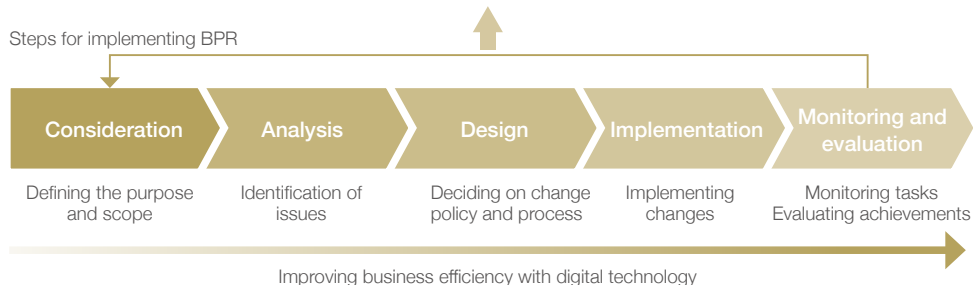 Steps for implementing BPR
Consideration
Analysis
Design
Implementation
Monitoring and
evaluation
Defining the purpose
and scope
Identification of
issues
Deciding on change
policy and process
Implementing
changes
Monitoring tasks
Evaluating achievements
Improving business efficiency with digital technology